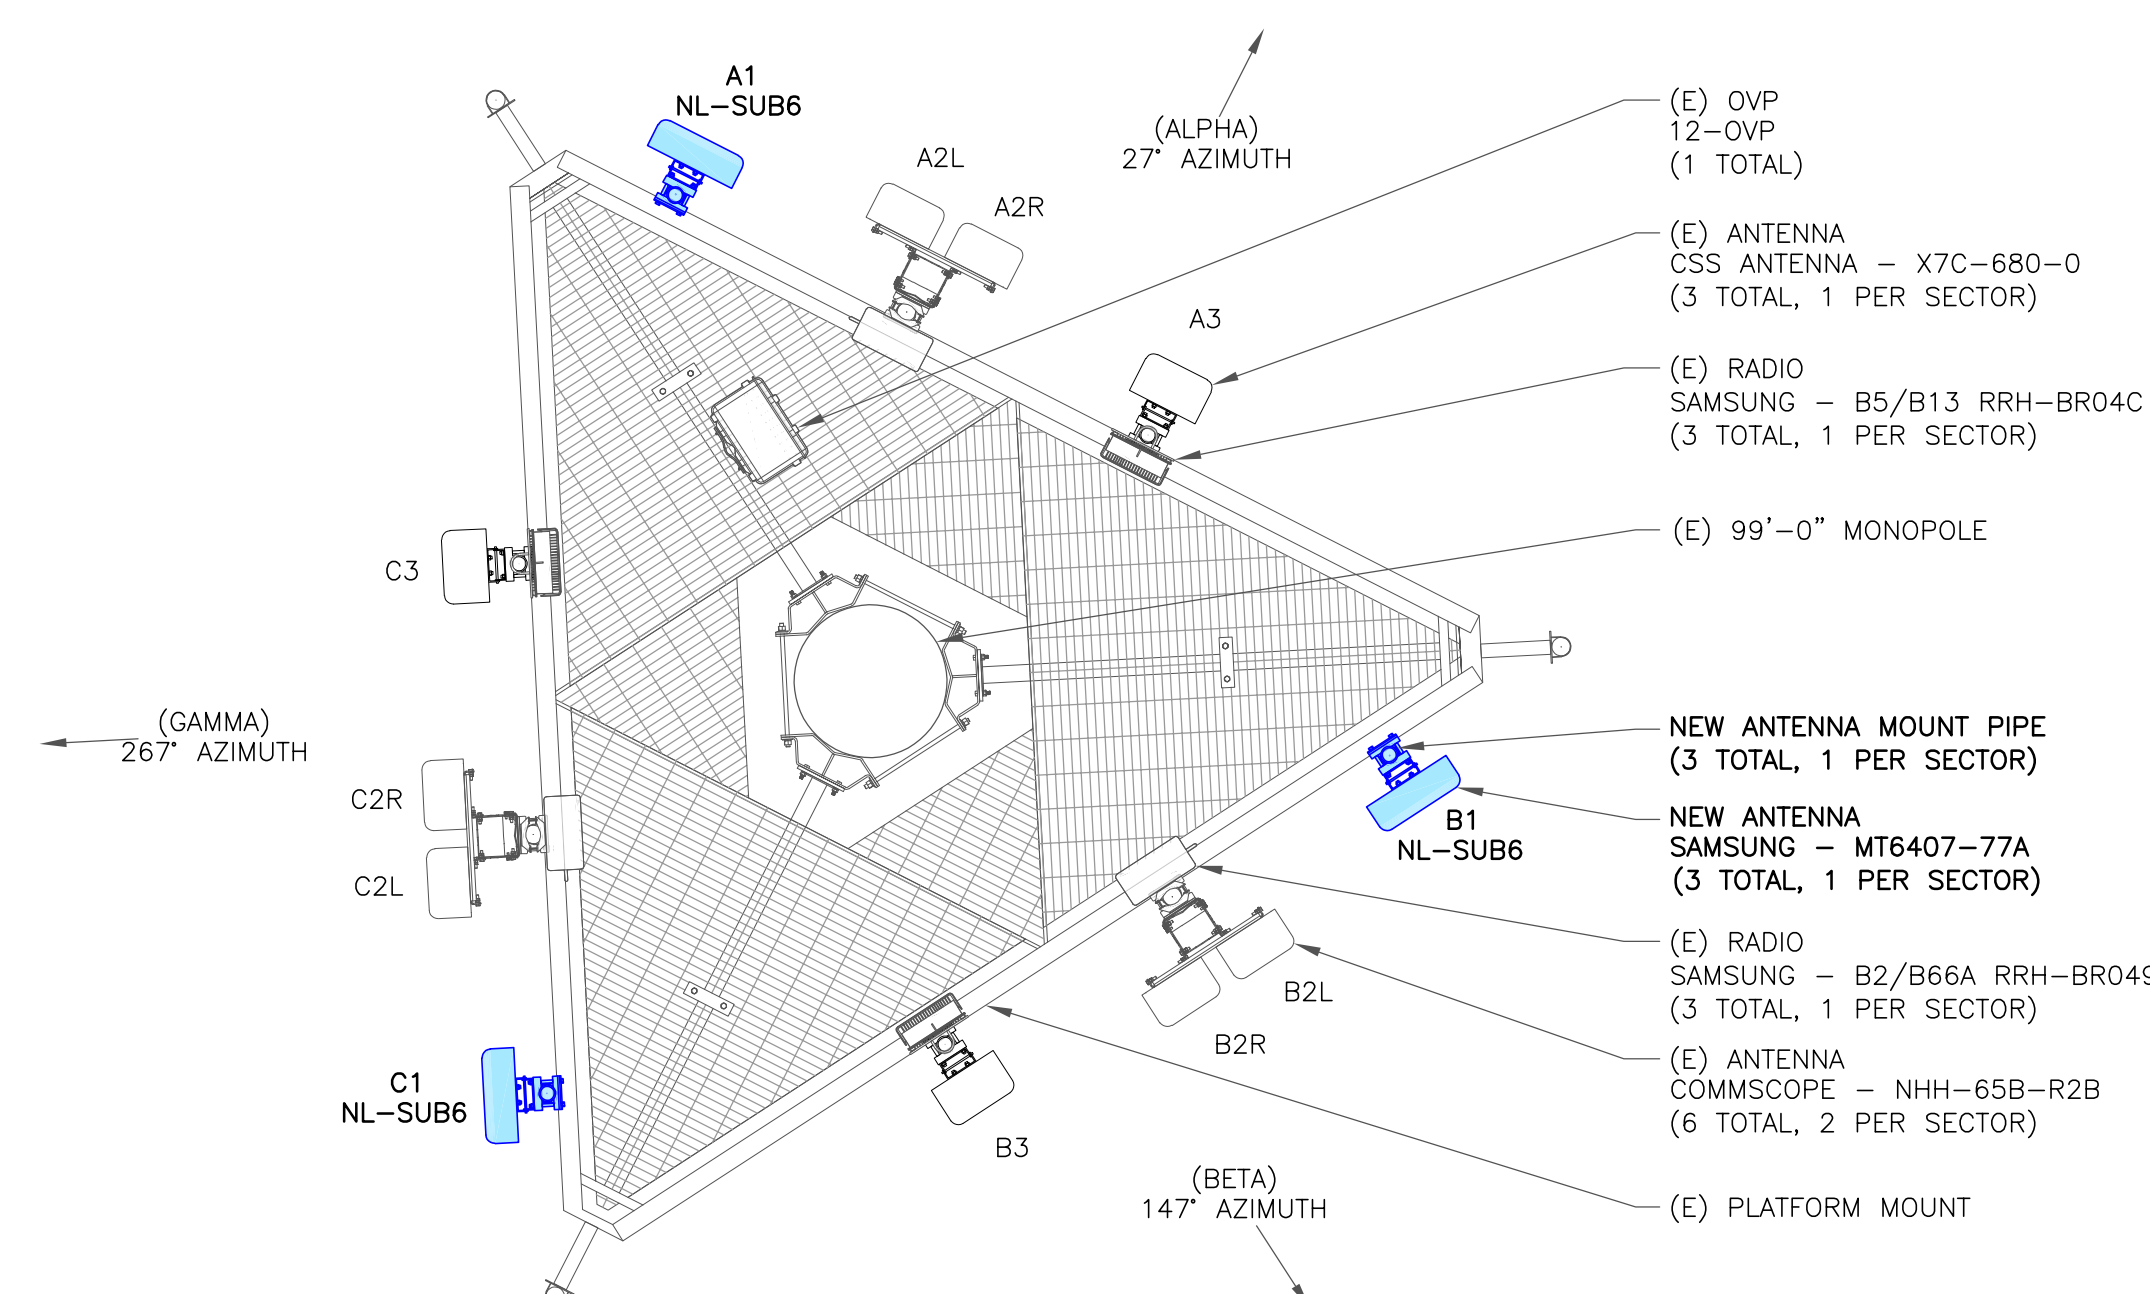 A1
NL-SUB6
A2L
A2R
(ALPHA)
27° AZIMUTH
A3
(E) OVP
12-OVP
(1 TOTAL)
(E) ANTENNA
CSS ANTENNA - X7C-680-0
(3 TOTAL, 1 PER SECTOR)
(E) RADIO
SAMSUNG - B5/B13 RRH-BR04C
(3 TOTAL, 1 PER SECTOR)
(E) 99'-0" MONOPOLE
C3
(GAMMA)
267° AZIMUTH
C2R
C2L
C1
NL-SUB6
NEW ANTENNA MOUNT PIPE
(3 TOTAL, 1 PER SECTOR)
B1
NL-SUB6
NEW ANTENNA
SAMSUNG - MT6407-77A
(3 TOTAL, 1 PER SECTOR)
(E) RADIO
SAMSUNG - B2/B66A RRH-BR049
(3 TOTAL, 1 PER SECTOR)
B2L
B2R
(E) ANTENNA
COMMSCOPE - NHH-65B-R2B
(6 TOTAL, 2 PER SECTOR)
B3
(BETA)
147° AZIMUTH
(E) PLATFORM MOUNT